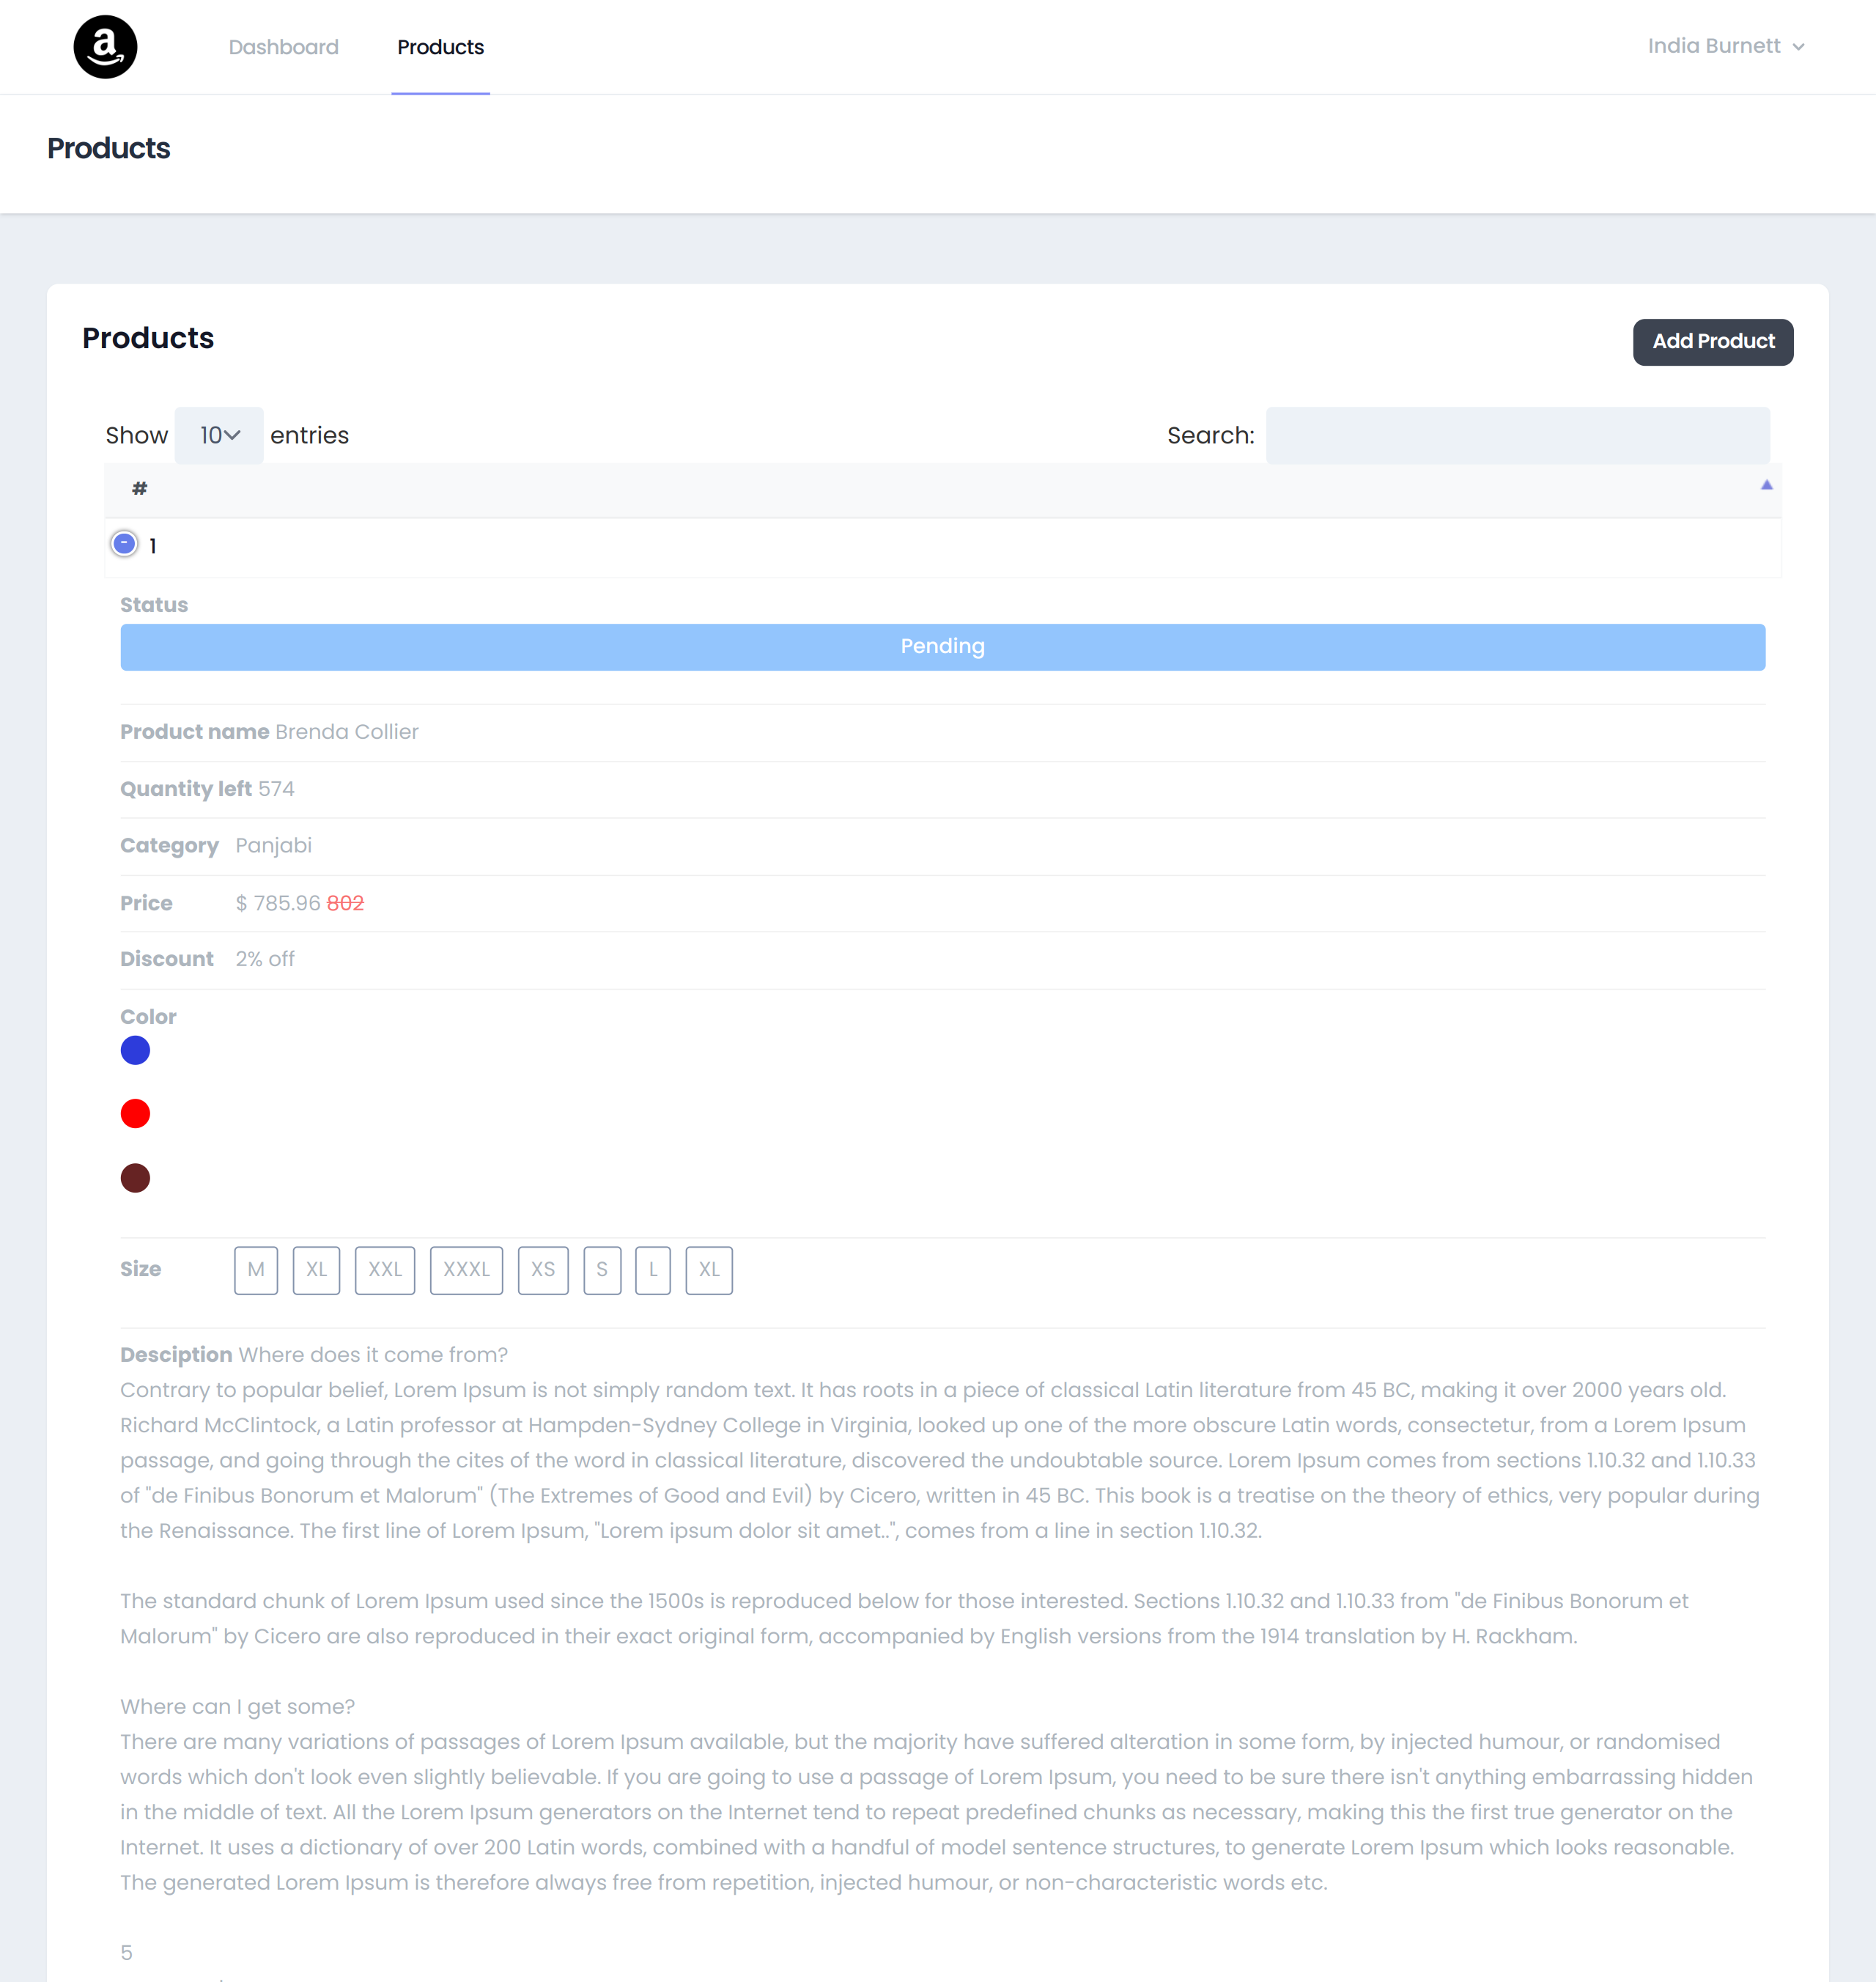 a
Dashboard
Products
India Burnett
Products
Products
Add Product
Show 10 entries
Search:
#
- 1
Status
Pending
Product name Brenda Collier
Quantity left 574
Category Panjabi
Price $ 785.96 802
Discount 2% off
Color
Size M XL XXL XXXL XS S L XL
Desciption Where does it come from?
Contrary to popular belief, Lorem Ipsum is not simply random text. It has roots in a piece of classical Latin literature from 45 BC, making it over 2000 years old.
Richard McClintock, a Latin professor at Hampden-Sydney College in Virginia, looked up one of the more obscure Latin words, consectetur, from a Lorem Ipsum
passage, and going through the cites of the word in classical literature, discovered the undoubtable source. Lorem Ipsum comes from sections 1.10.32 and 1.10.33
of "de Finibus Bonorum et Malorum" (The Extremes of Good and Evil) by Cicero, written in 45 BC. This book is a treatise on the theory of ethics, very popular during
the Renaissance. The first line of Lorem Ipsum, "Lorem ipsum dolor sit amet..", comes from a line in section 1.10.32.
The standard chunk of Lorem Ipsum used since the 1500s is reproduced below for those interested. Sections 1.10.32 and 1.10.33 from "de Finibus Bonorum et
Malorum" by Cicero are also reproduced in their exact original form, accompanied by English versions from the 1914 translation by H. Rackham.
Where can I get some?
There are many variations of passages of Lorem Ipsum available, but the majority have suffered alteration in some form, by injected humour, or randomised
words which don't look even slightly believable. If you are going to use a passage of Lorem Ipsum, you need to be sure there isn't anything embarrassing hidden
in the middle of text. All the Lorem Ipsum generators on the Internet tend to repeat predefined chunks as necessary, making this the first true generator on the
Internet. It uses a dictionary of over 200 Latin words, combined with a handful of model sentence structures, to generate Lorem Ipsum which looks reasonable.
The generated Lorem Ipsum is therefore always free from repetition, injected humour, or non-characteristic words etc.
5